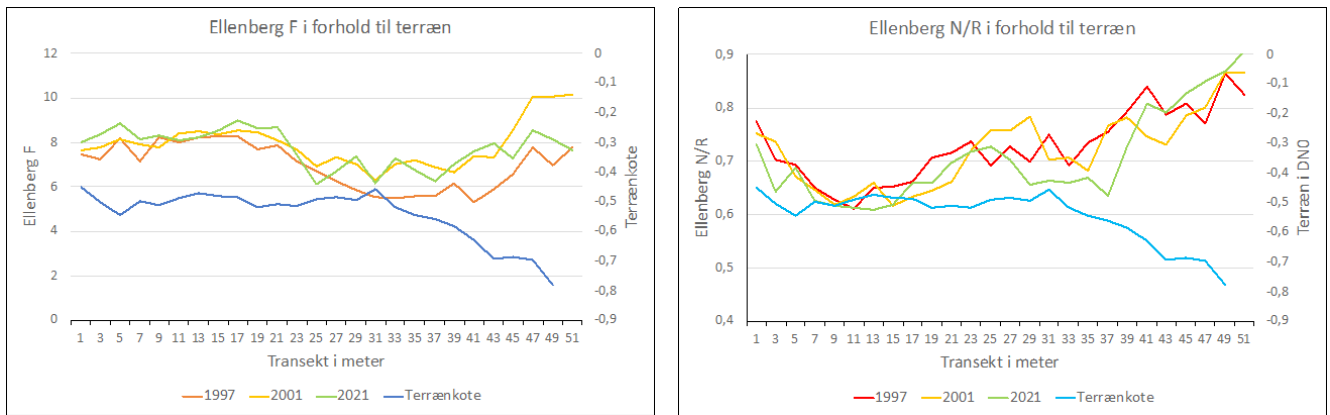 Ellenberg F i forhold til terræn
12
10
8
6
4
2
0
Ellenberg F
0
-0,1
-0,2
-0,3
-0,4
-0,5
-0,6
-0,7
-0,8
-0,9
Terrænkote
1 3 5 7 9 11 13 15 17 19 21 23 25 27 29 31 33 35 37 39 41 43 45 47 49 51
Transekt i meter
1997 2001 2021 Terrænkote
Ellenberg N/R i forhold til terræn
0,9
0,8
0,7
0,6
0,5
0,4
Ellenberg N/R
0
-0,1
-0,2
-0,3
-0,4
-0,5
-0,6
-0,7
-0,8
-0,9
Terræn i DNO
1 3 5 7 9 11 13 15 17 19 21 23 25 27 29 31 33 35 37 39 41 43 45 47 49 51
Transekt i meter
1997 2001 2021 Terrænkote